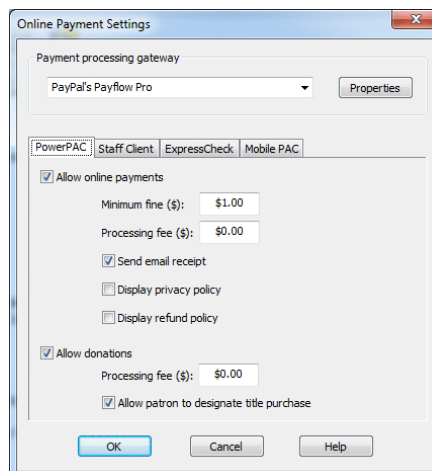 Online Payment Settings
Payment processing gateway
PayPal's Payflow Pro
Properties
PowerPAC Staff Client ExpressCheck Mobile PAC
Allow online payments
Minimum fine ($): $1.00
Processing fee ($): $0.00
Send email receipt
Display privacy policy
Display refund policy
Allow donations
Processing fee ($): $0.00
Allow patron to designate title purchase
OK Cancel Help